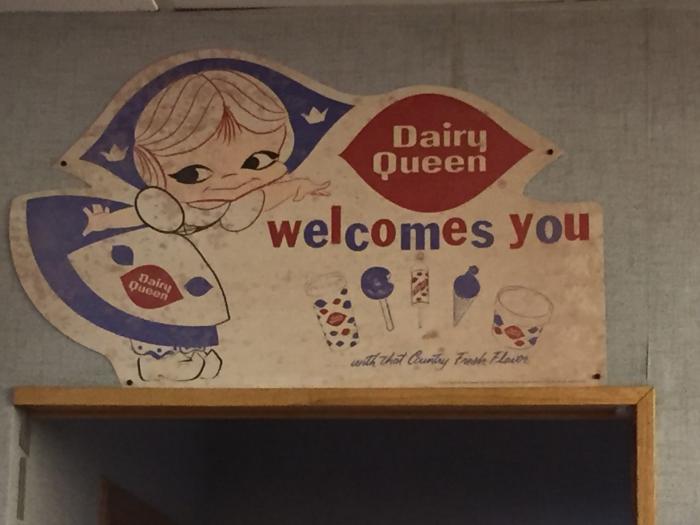 Dairy
Queen
welcomes you
Dairy
Queen
with that Country Fresh Flavor